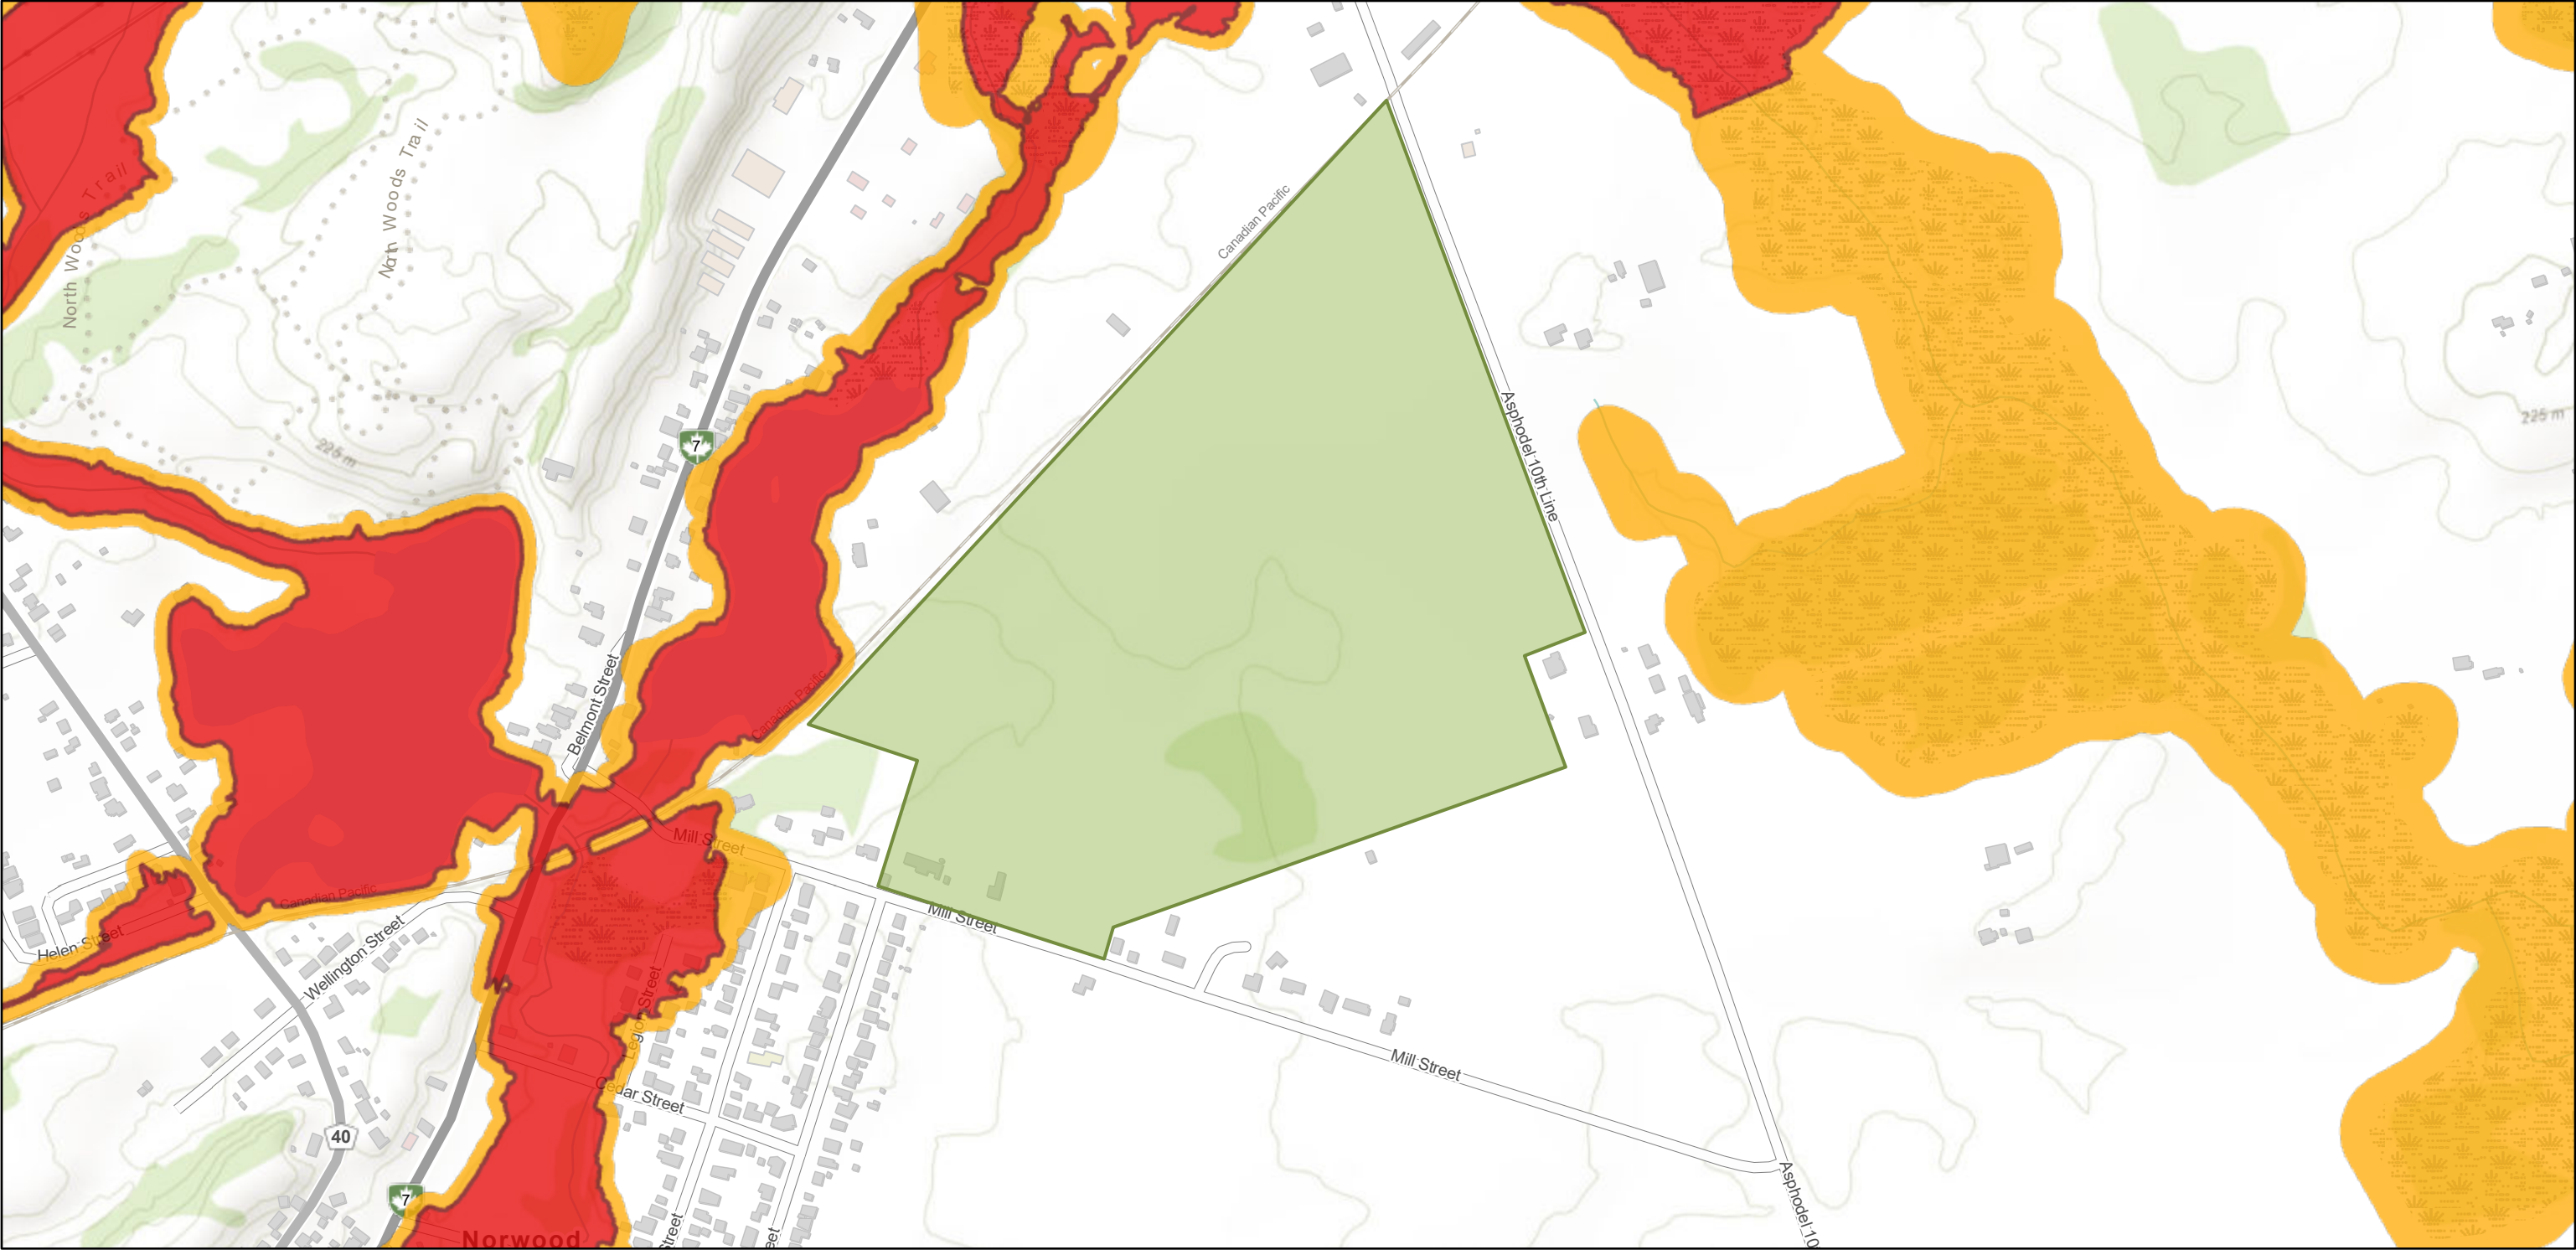 North Woods Trail
North Woods Trail
Canadian Pacific
7
225 m
Asphodel 10th Line
225 m
Belmont Street
Canadian Pacific
Mill Street
Canadian Pacific
Mill Street
Helen Street
Wellington Street
Legion Street
Mill Street
Cedar Street
40
7
Asphodel 10
Norwood
Street
eet